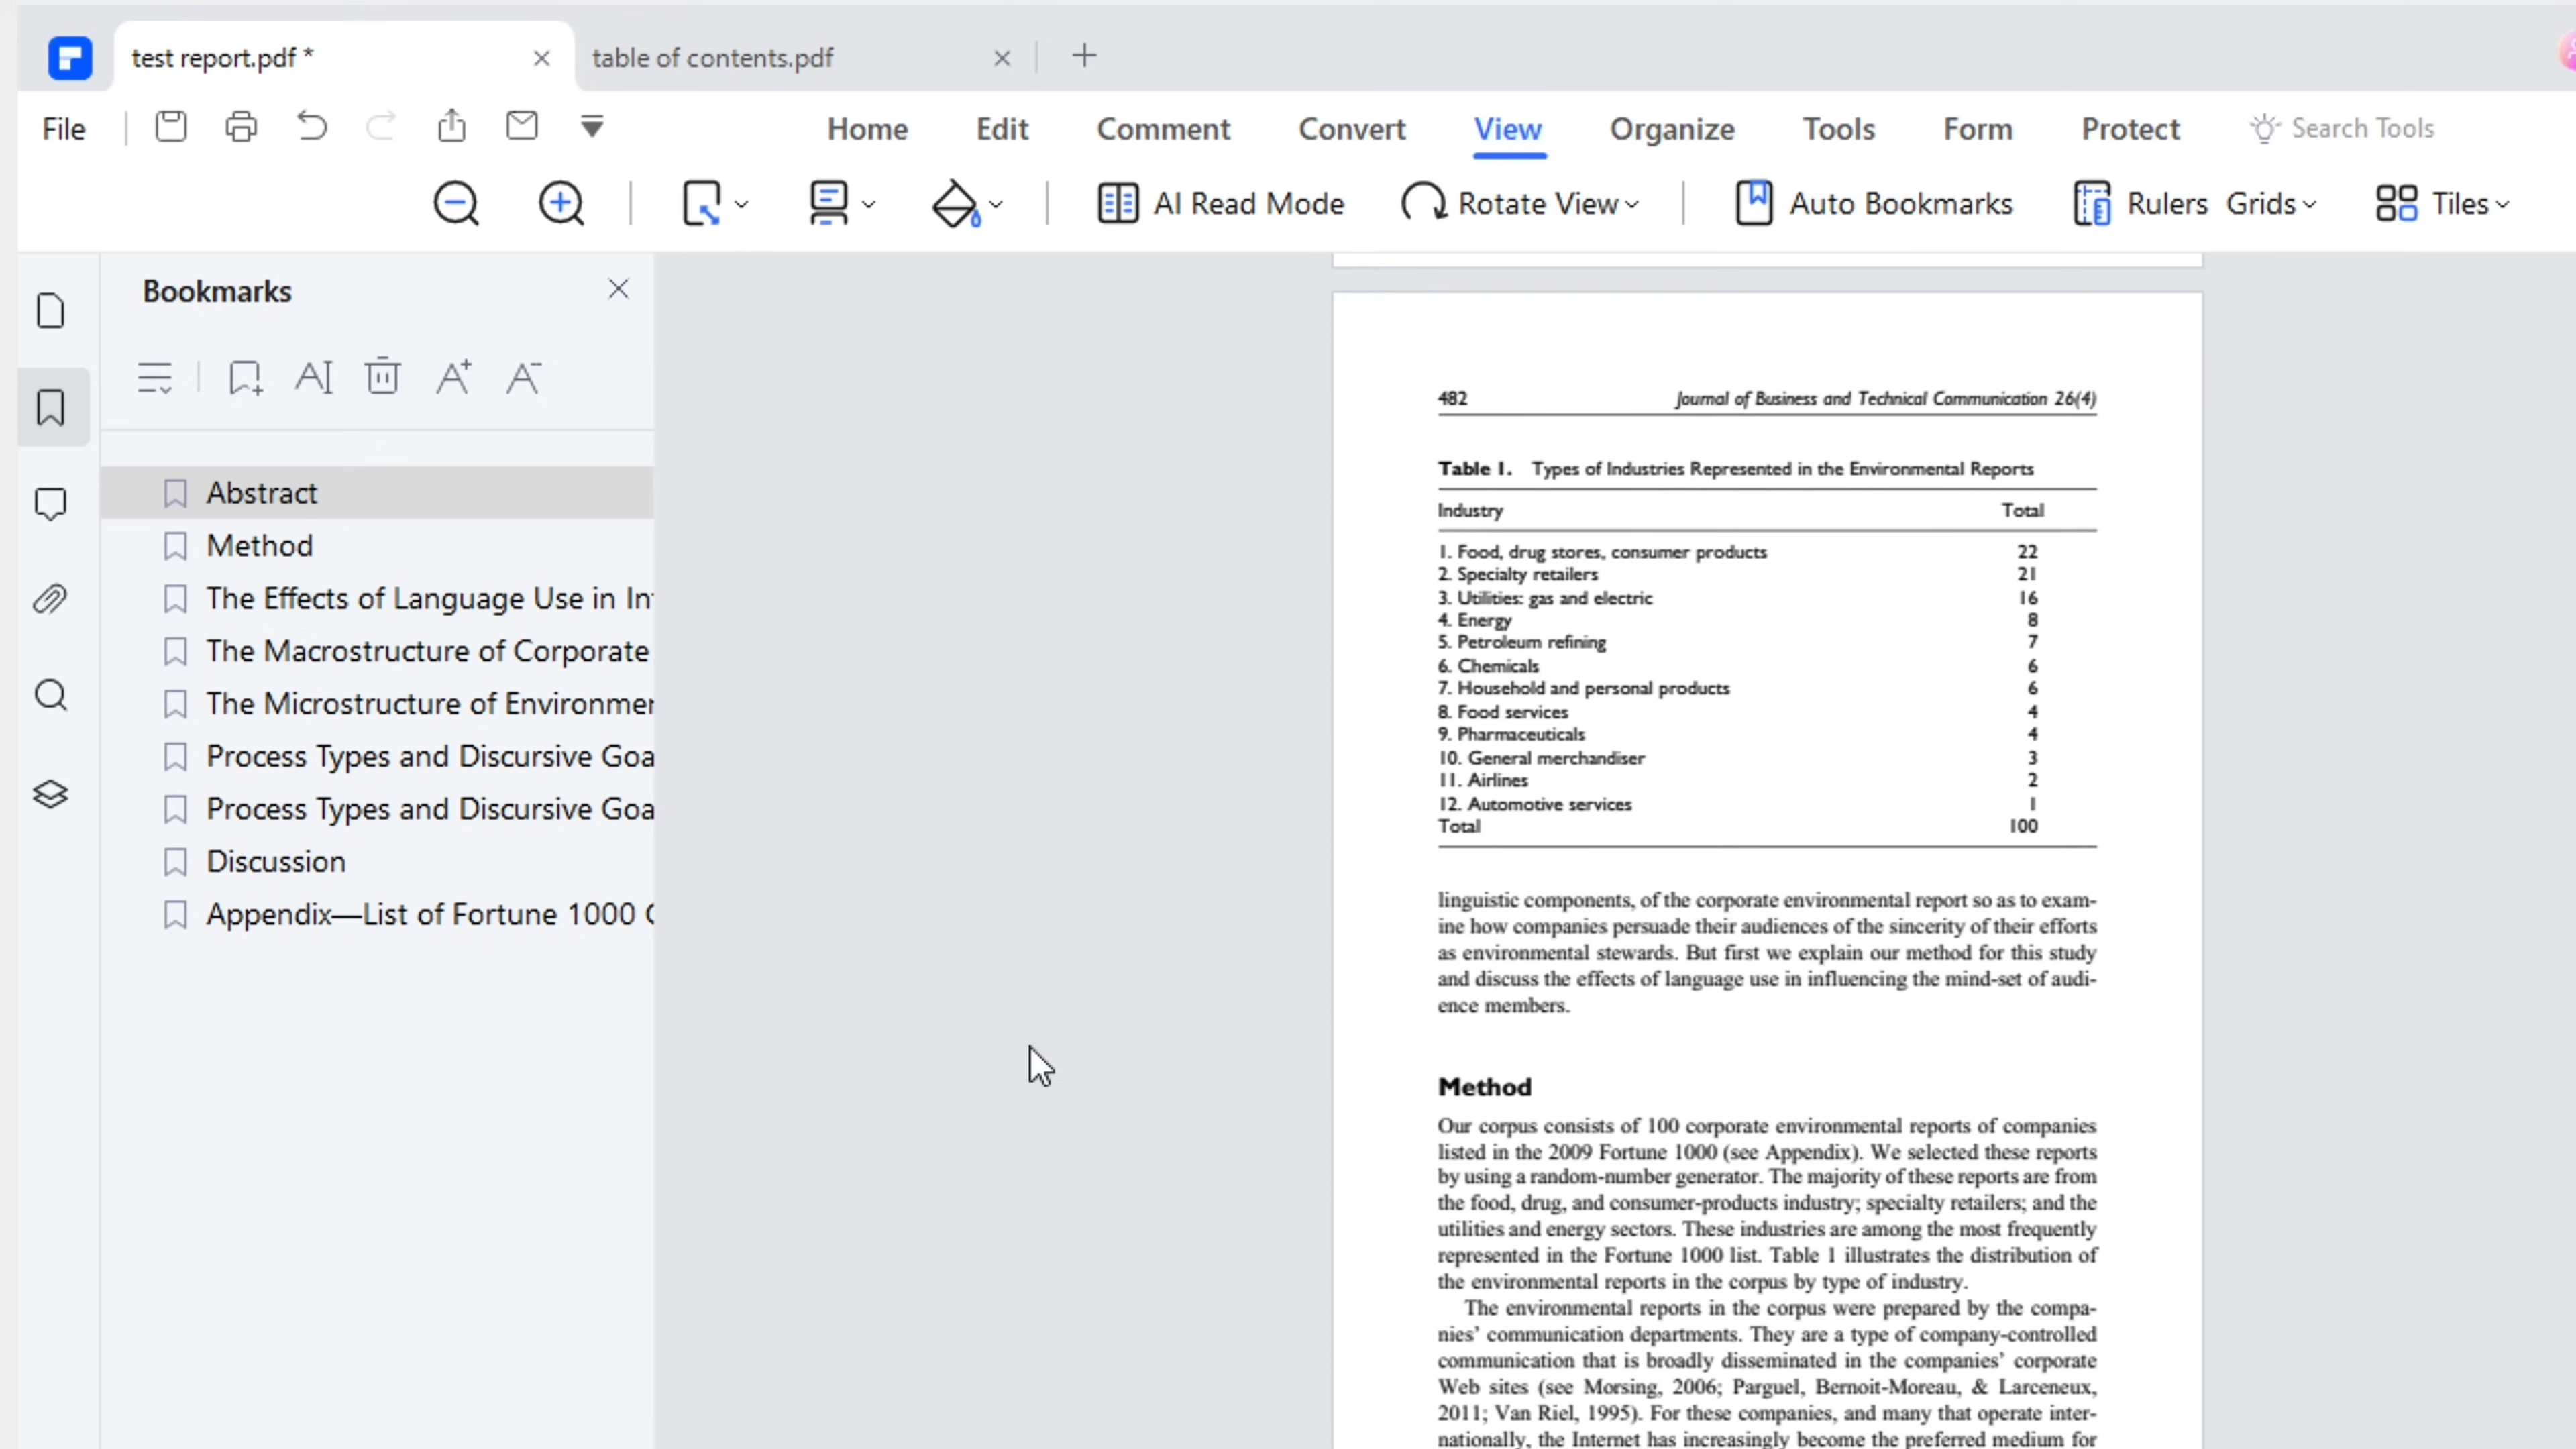 test report.pdf *
table of contents.pdf
File
Home
Edit
Comment
Convert
View
Organize
Tools
Form
Protect
Search Tools
AI Read Mode
Rotate View
Auto Bookmarks
Rulers
Grids
Tiles
Bookmarks
Abstract
Method
The Effects of Language Use in
The Macrostructure of Corporate
The Microstructure of
Process Types and Discursive
Process Types and Discursive
Discussion
Appendix—List of Fortune 1000
482 Journal of Business and Technical Communication 26(4)
Table 1. Types of Industries Represented in the Environmental Reports
Industry Total
1. Food, drug stores, consumer products 22
2. Specialty retailers 21
3. Utilities: gas and electric 16
4. Energy 8
5. Petroleum refining 7
6. Chemicals 6
7. Household and personal products 6
8. Food services 4
9. Pharmaceuticals 4
10. General merchandiser 3
11. Airlines 2
12. Automotive services 1
Total 100
linguistic components, of the corporate environmental report so as to exam-
ine how companies persuade their audiences of the sincerity of their efforts
as environmental stewards. But first we explain our method for this study
and discuss the effects of language use in influencing the mind-set of audi-
ence members.
Method
Our corpus consists of 100 corporate environmental reports of companies
listed in the 2009 Fortune 1000 (see Appendix). We selected these reports
by using a random-number generator. The majority of these reports are from
the food, drug, and consumer-products industry; specialty retailers; and the
utilities and energy sectors. These industries are among the most frequently
represented in the Fortune 1000 list. Table 1 illustrates the distribution of
the environmental reports in the corpus by type of industry.
The environmental reports in the corpus were prepared by the compa-
nies' communication departments. They are a type of company-controlled
communication that is broadly disseminated in the companies' corporate
Web sites (see Morsing, 2006; Parguel, Bernoit-Moreau, & Larceneux,
2011; Van Riel, 1995). For these companies, and many that operate inter-
nationally, the Internet has increasingly become the preferred medium for